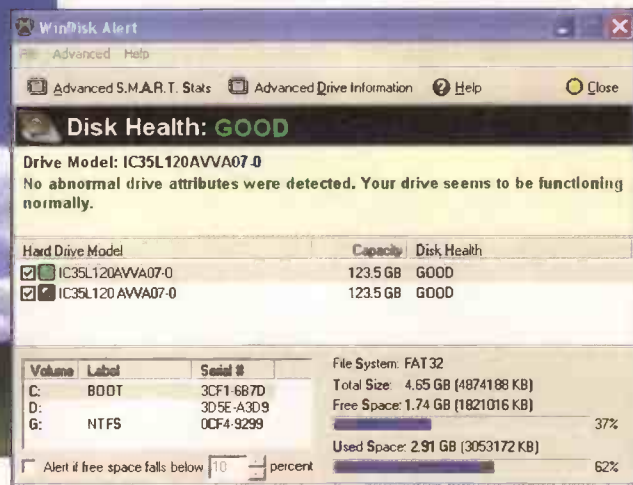 WinDisk Alert
File Advanced Help
Advanced S.M.A.R.T. Stats Advanced Drive Information Help Close
Disk Health: GOOD
Drive Model: IC35L120AVVA07-0
No abnormal drive attributes were detected. Your drive seems to be functioning
normally.
Hard Drive Model Capacity Disk Health
IC35L120AVVA07-0 123.5 GB GOOD
IC35L120 AVVA07-0 123.5 GB GOOD
Volume Label Serial #
C: BOOT 3CF1-6B7D
D: 3D5E-A3D9
G: NTFS 0CF4-9299
Alert if free space falls below 10 percent
File System: FAT32
Total Size: 4.65 GB (4874188 KB)
Free Space: 1.74 GB (1821016 KB)
37%
Used Space: 2.91 GB (3053172 KB)
62%